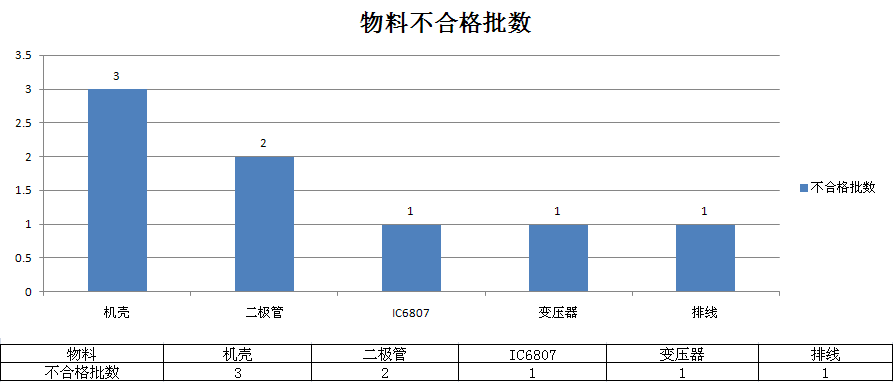 物料不合格批数
3.5
3
2.5
2
1.5
1
0.5
0
3
2
1
1
1
机壳 二极管 IC6807 变压器 排线
不合格批数
物料 机壳 二极管 IC6807 变压器 排线
不合格批数 3 2 1 1 1